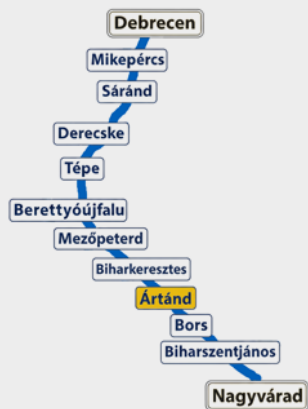 Debrecen
Mikepércs
Sáránd
Derecske
Tépe
Berettyóújfalu
Mezőpeterd
Biharkeresztes
Ártánd
Bors
Biharszentjános
Nagyvárad